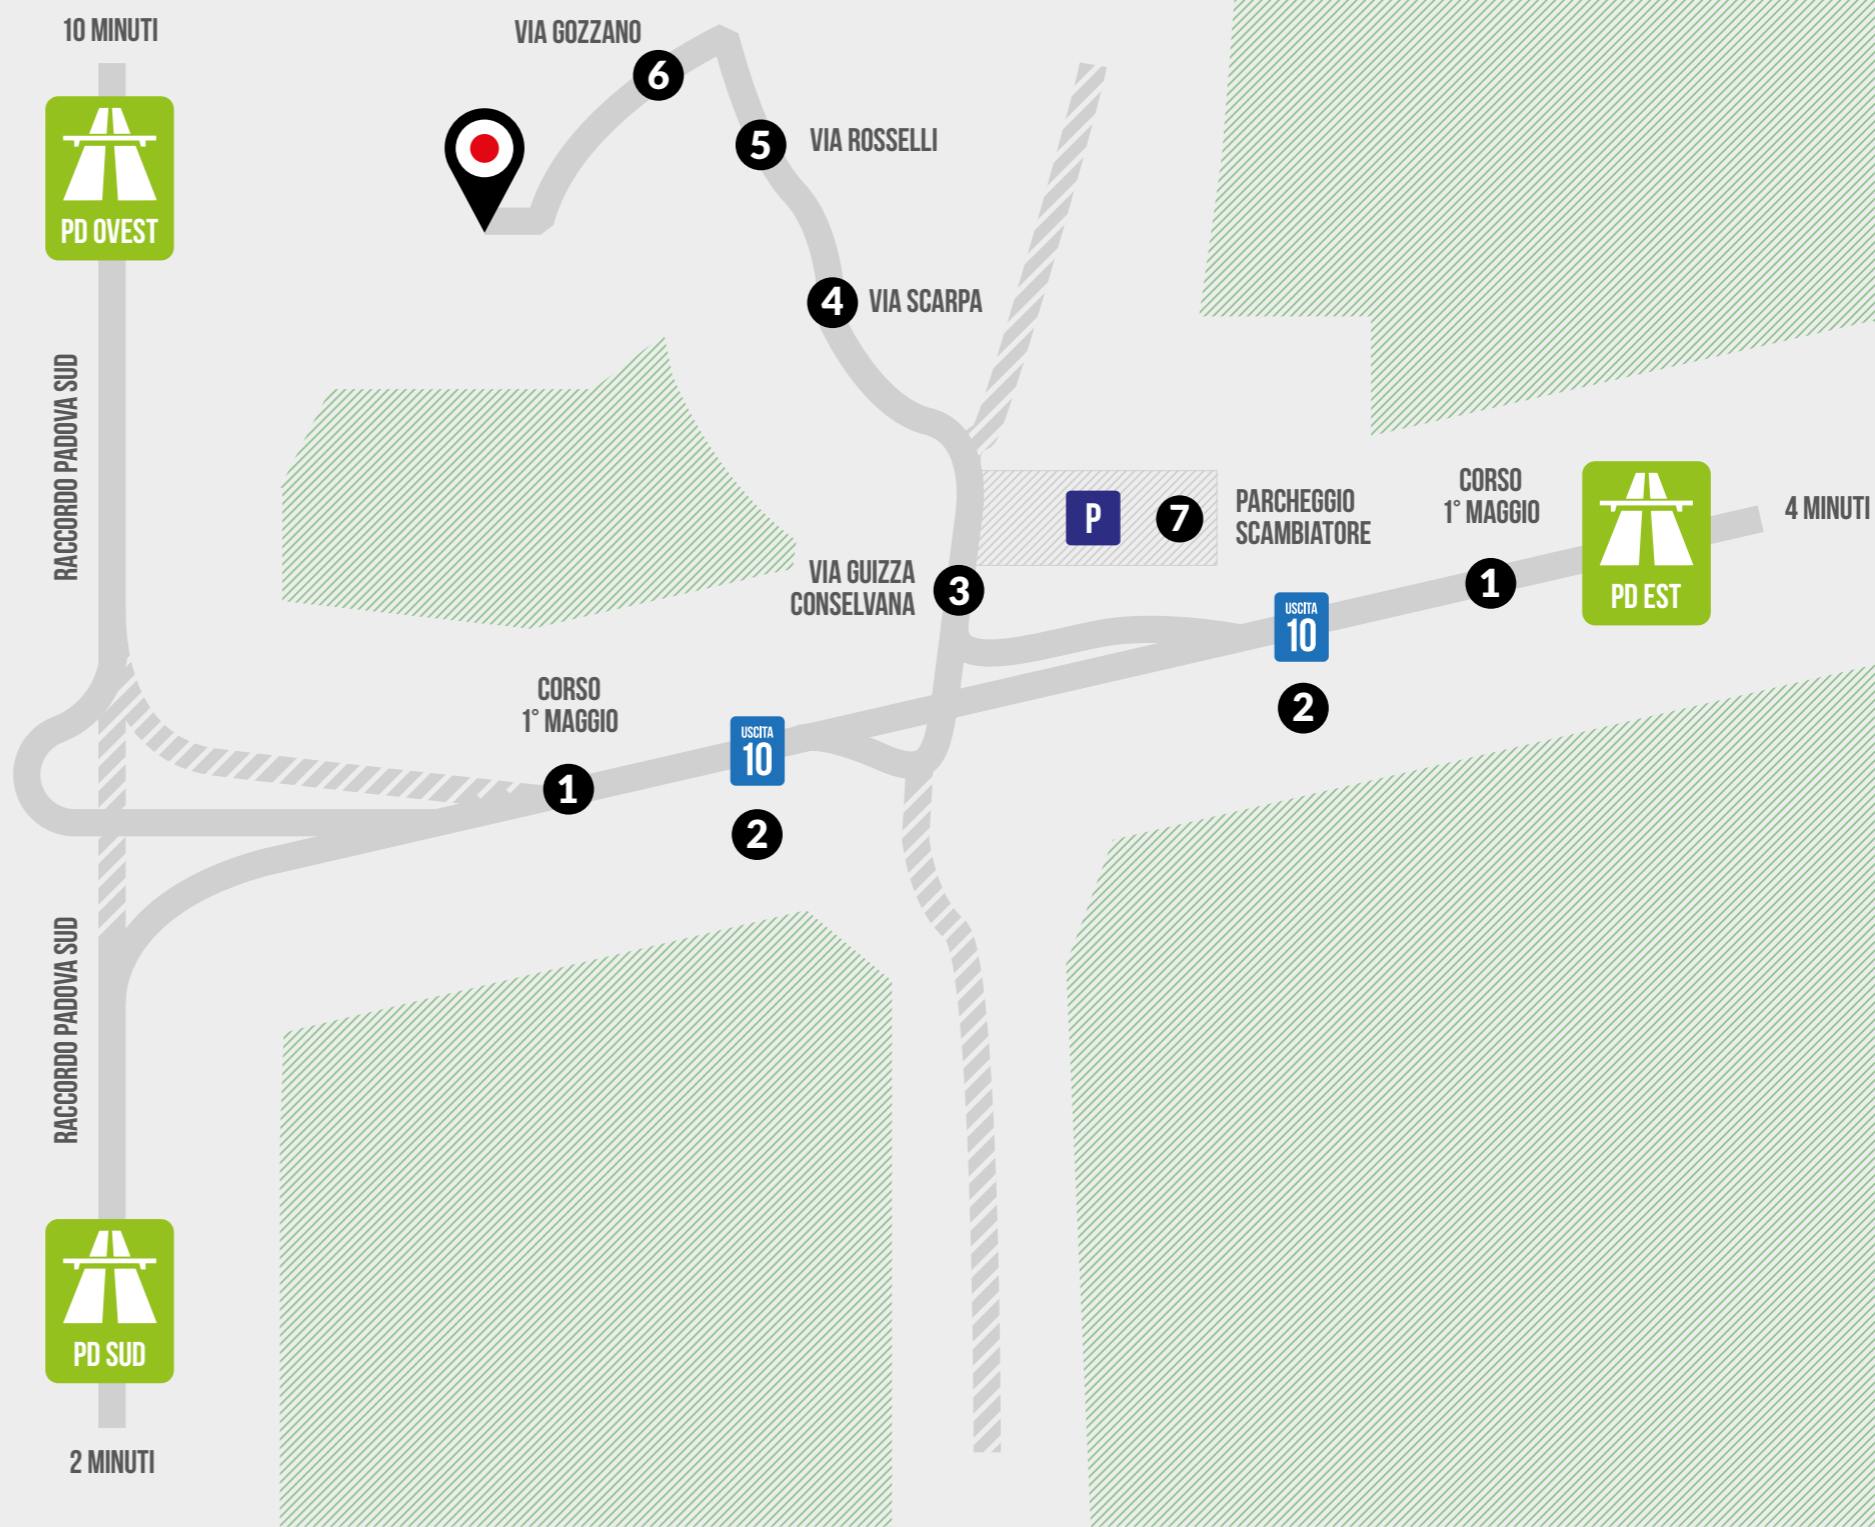 10 MINUTI
VIA GOZZANO
6
PD OVEST
5
VIA ROSSELLI
4
VIA SCARPA
RACCORDO PADOVA SUD
P
7
PARCHEGGIO
SCAMBIATORE
CORSO
1° MAGGIO
4 MINUTI
1
PD EST
VIA GUIZZA
CONSELVANA
3
USCITA
10
2
CORSO
1° MAGGIO
1
USCITA
10
2
RACCORDO PADOVA SUD
PD SUD
2 MINUTI